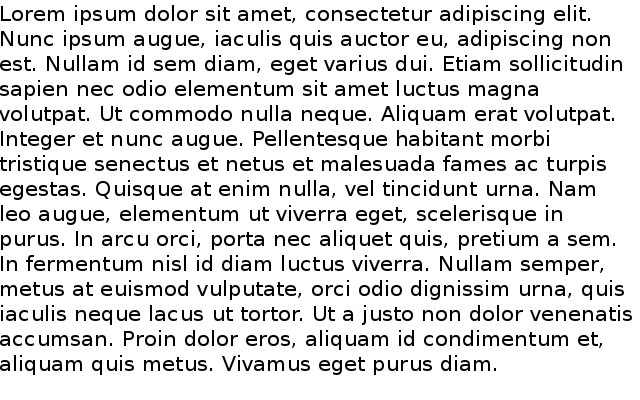 Lorem ipsum dolor sit amet, consectetur adipiscing elit.
Nunc ipsum augue, iaculis quis auctor eu, adipiscing non
est. Nullam id sem diam, eget varius dui. Etiam sollicitudin
sapien nec odio elementum sit amet luctus magna
volutpat. Ut commodo nulla neque. Aliquam erat volutpat.
Integer et nunc augue. Pellentesque habitant morbi
tristique senectus et netus et malesuada fames ac turpis
egestas. Quisque at enim nulla, vel tincidunt urna. Nam
leo augue, elementum ut viverra eget, scelerisque in
purus. In arcu orci, porta nec aliquet quis, pretium a sem.
In fermentum nisl id diam luctus viverra. Nullam semper,
metus at euismod vulputate, orci odio dignissim urna, quis
iaculis neque lacus ut tortor. Ut a justo non dolor venenatis
accumsan. Proin dolor eros, aliquam id condimentum et,
aliquam quis metus. Vivamus eget purus diam.